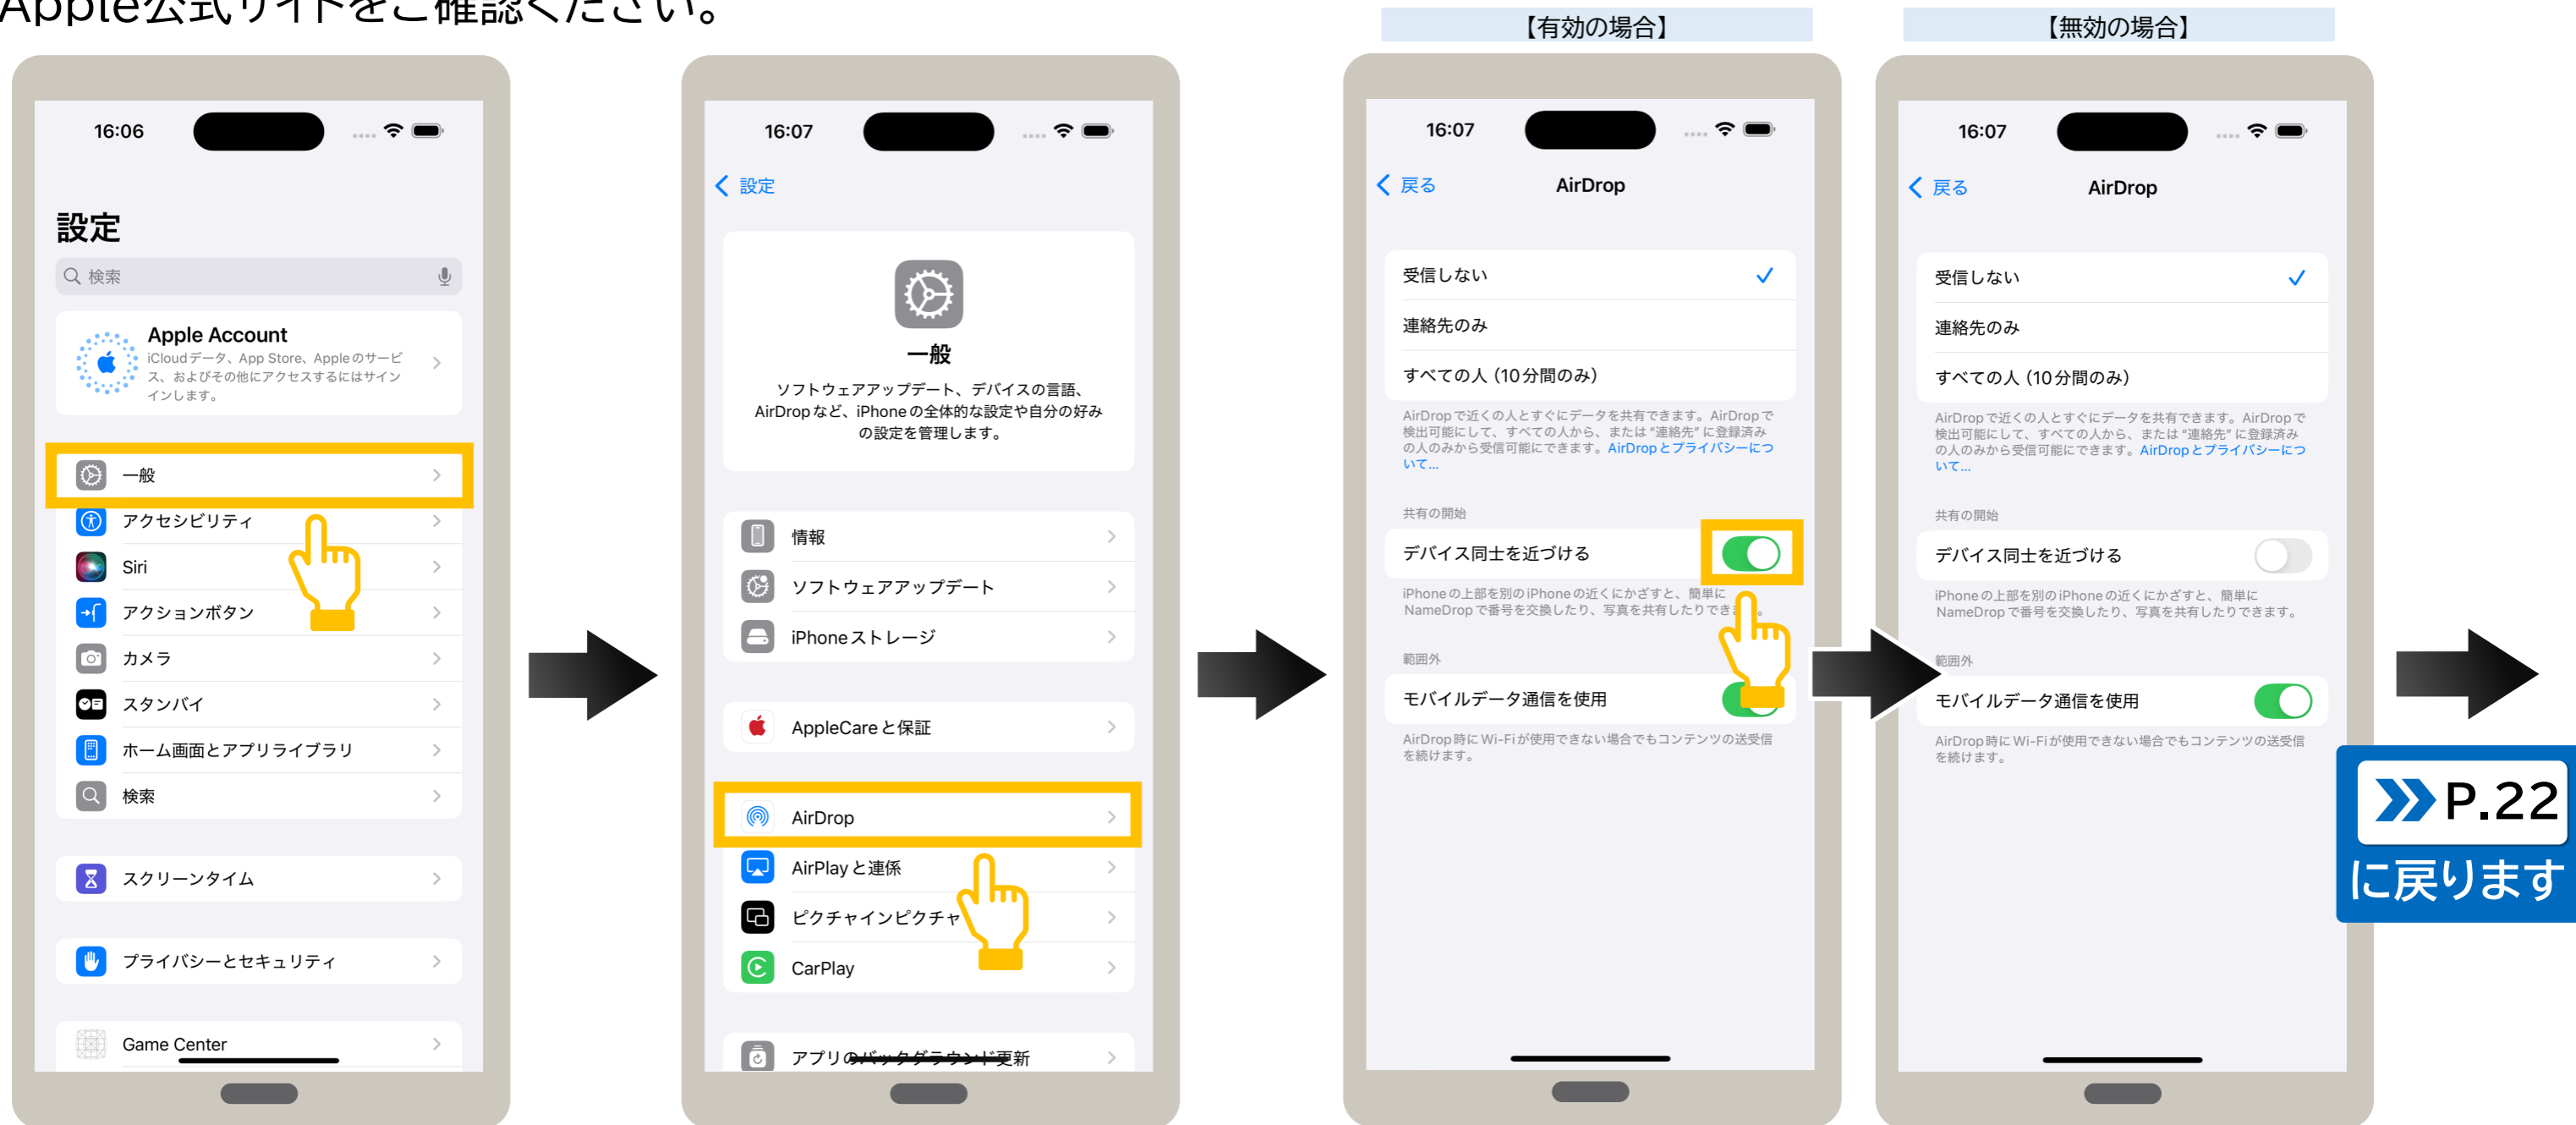 Apple公式サイトをご確認ください。
【有効の場合】
【無効の場合】
16:06
設定
検索
Apple Account
iCloudデータ、App Store、Appleのサービ
ス、およびその他にアクセスするにはサイン
インします。
一般
アクセシビリティ
Siri
アクションボタン
カメラ
スタンバイ
ホーム画面とアプリライブラリ
検索
スクリーンタイム
プライバシーとセキュリティ
Game Center
16:07
設定
一般
ソフトウェアアップデート、デバイスの言語、
AirDropなど、iPhoneの全体的な設定や自分の好み
の設定を管理します。
情報
ソフトウェアアップデート
iPhoneストレージ
AppleCareと保証
AirDrop
AirPlayと連係
ピクチャインピクチャ
CarPlay
アプリのバックグラウンド更新
16:07
戻る
AirDrop
受信しない
連絡先のみ
すべての人 (10分間のみ)
AirDropで近くの人とすぐにデータを共有できます。AirDropで
検出可能にして、すべての人から、または“連絡先”に登録済み
の人のみから受信可能にできます。AirDropとプライバシーにつ
いて...
共有の開始
デバイス同士を近づける
iPhoneの上部を別のiPhoneの近くにかざすと、簡単に
NameDropで番号を交換したり、写真を共有したりできます。
範囲外
モバイルデータ通信を使用
AirDrop時にWi-Fiが使用できない場合でもコンテンツの送受信
を続けます。
16:07
戻る
AirDrop
受信しない
連絡先のみ
すべての人 (10分間のみ)
AirDropで近くの人とすぐにデータを共有できます。AirDropで
検出可能にして、すべての人から、または“連絡先”に登録済み
の人のみから受信可能にできます。AirDropとプライバシーにつ
いて...
共有の開始
デバイス同士を近づける
iPhoneの上部を別のiPhoneの近くにかざすと、簡単に
NameDropで番号を交換したり、写真を共有したりできます。
範囲外
モバイルデータ通信を使用
AirDrop時にWi-Fiが使用できない場合でもコンテンツの送受信
を続けます。
P.22
に戻ります